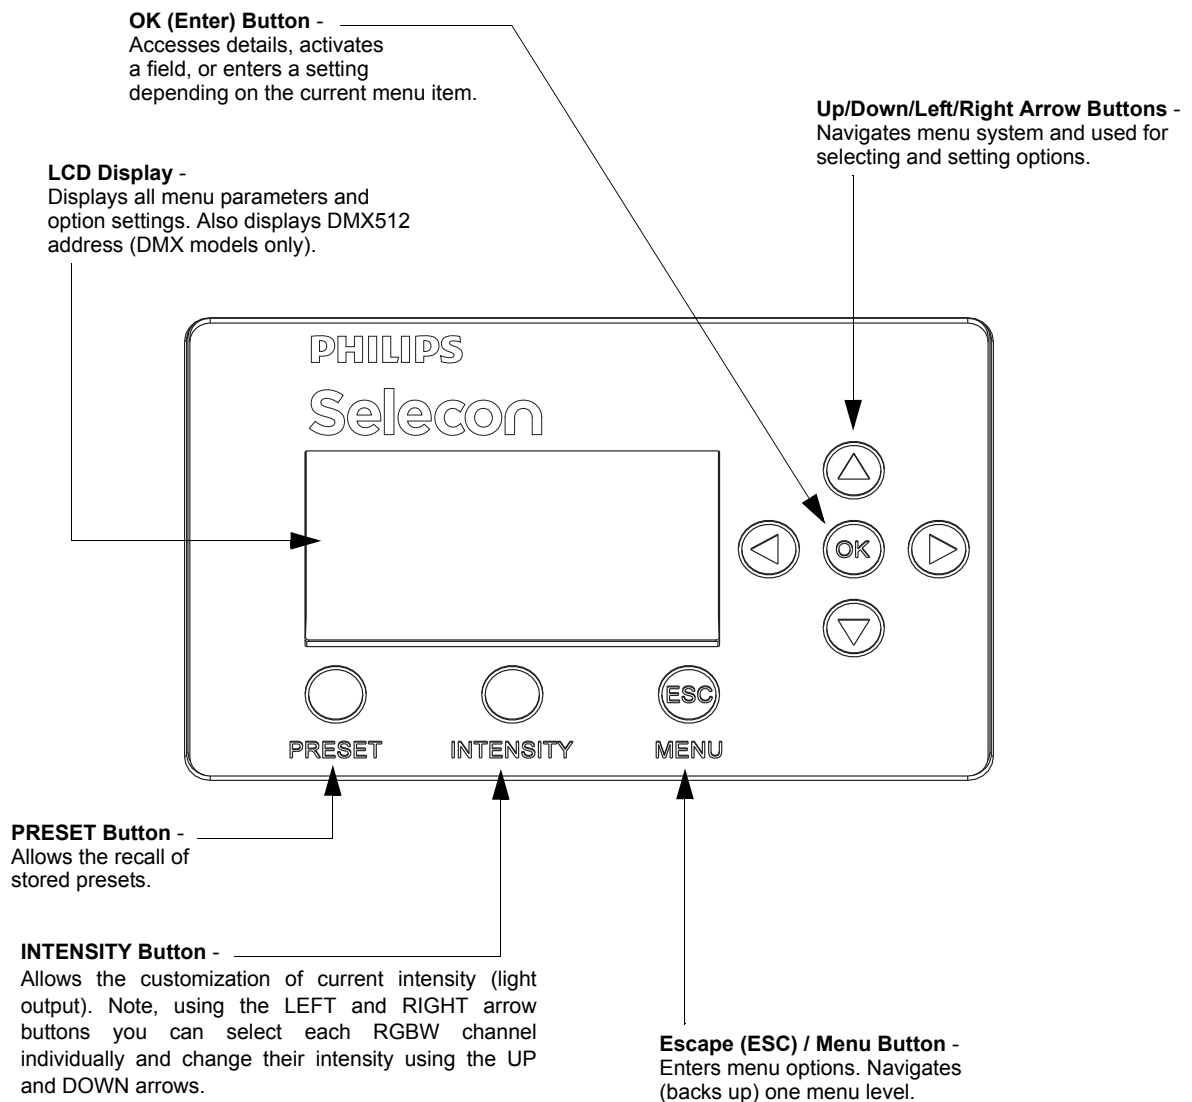 OK (Enter) Button -
Accesses details, activates
a field, or enters a setting
depending on the current menu item.
Up/Down/Left/Right Arrow Buttons -
Navigates menu system and used for
selecting and setting options.
LCD Display -
Displays all menu parameters and
option settings. Also displays DMX512
address (DMX models only).
PHILIPS
Selecon
OK
ESC
PRESET
INTENSITY
MENU
PRESET Button -
Allows the recall of
stored presets.
INTENSITY Button -
Allows the customization of current intensity (light
output). Note, using the LEFT and RIGHT arrow
buttons you can select each RGBW channel
individually and change their intensity using the UP
and DOWN arrows.
Escape (ESC) / Menu Button -
Enters menu options. Navigates
(backs up) one menu level.